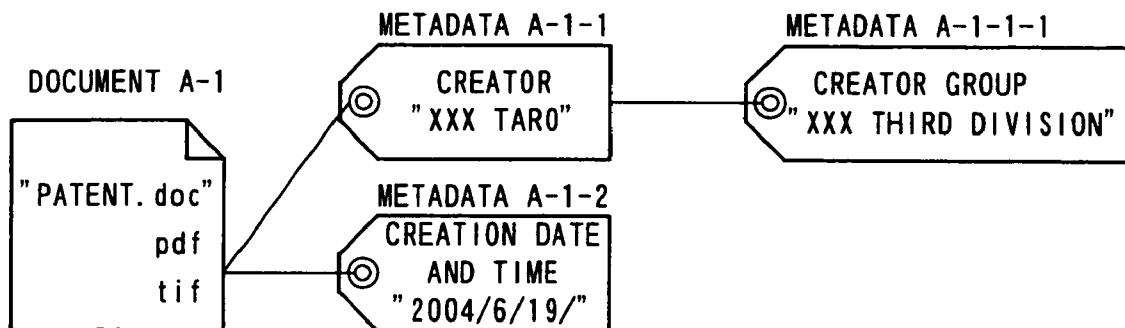 METADATA A-1-1
METADATA A-1-1-1
DOCUMENT A-1
CREATOR
"XXX TARO"
CREATOR GROUP
"XXX THIRD DIVISION"
"PATENT.doc"
pdf
tif
METADATA A-1-2
CREATION DATE
AND TIME
"2004/6/19/"